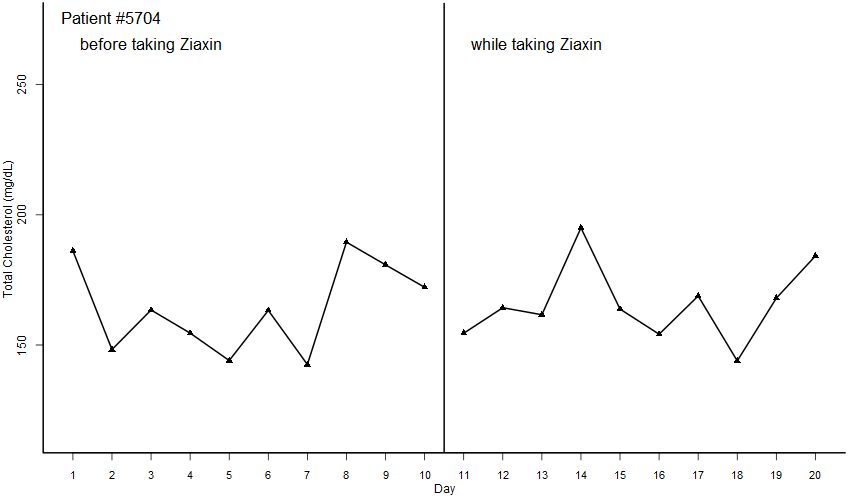 Patient #5704
before taking Ziaxin
while taking Ziaxin
Total Cholesterol (mg/dL)
250
200
150
1 2 3 4 5 6 7 8 9 10 11 12 13 14 15 16 17 18 19 20
Day